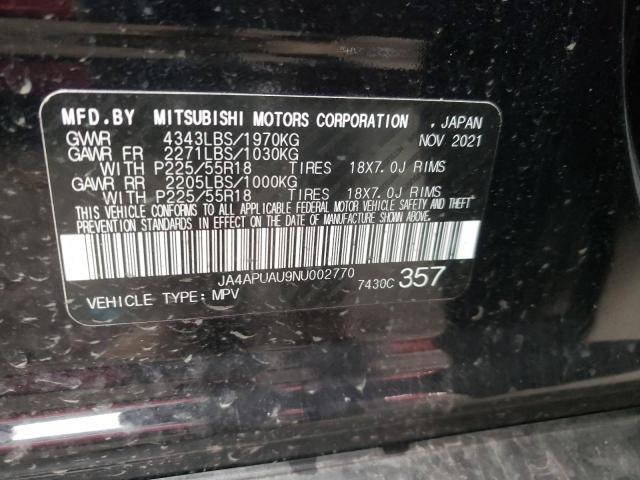 MFD.BY MITSUBISHI MOTORS CORPORATION , JAPAN
GVWR 4343LBS/1970KG NOV 2021
GAWR FR 2271LBS/1030KG
WITH P225/55R18 TIRES 18X7.0J RIMS
GAWR RR 2205LBS/1000KG
WITH P225/55R18 TIRES 18X7.0J RIMS
THIS VEHICLE CONFORMS TO ALL APPLICABLE FEDERAL MOTOR VEHICLE SAFETY AND THEFT
PREVENTION STANDARDS IN EFFECT ON THE DATE OF MANUFACTURE SHOWN ABOVE.
JA4APUAU9NU002770
VEHICLE TYPE: MPV 7430C 357